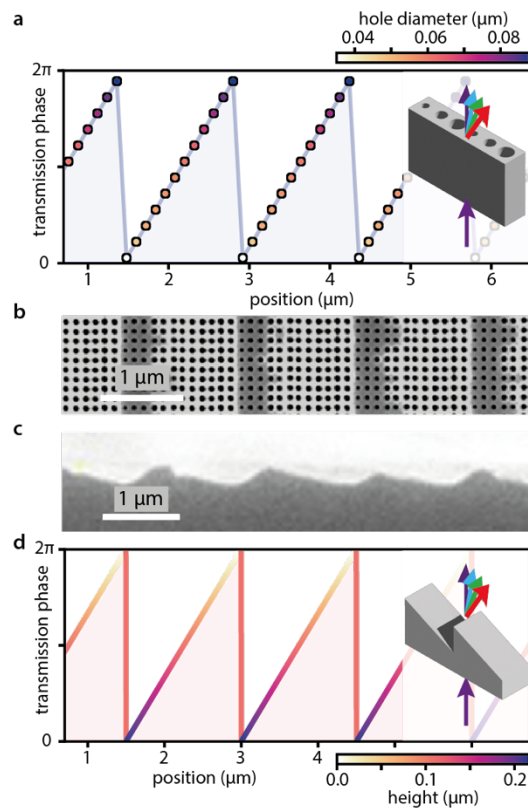 a
hole diameter (μm)
0.04 0.06 0.08
2π
transmission phase
0
1 2 3 4 5 6
position (μm)
b
1 μm
c
1 μm
d
2π
transmission phase
0
1 2 3 4
position (μm)
0.0 0.1 0.2
height (μm)